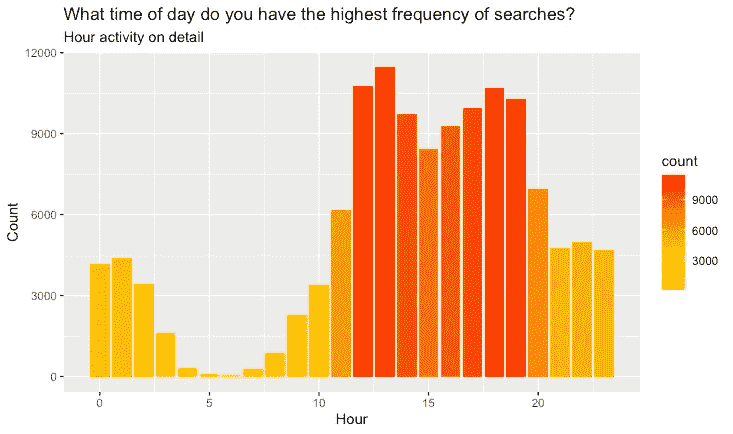 What time of day do you have the highest frequency of searches?
Hour activity on detail
12000
9000
6000
3000
0
Count
0 5 10 15 20
Hour
count
9000
6000
3000